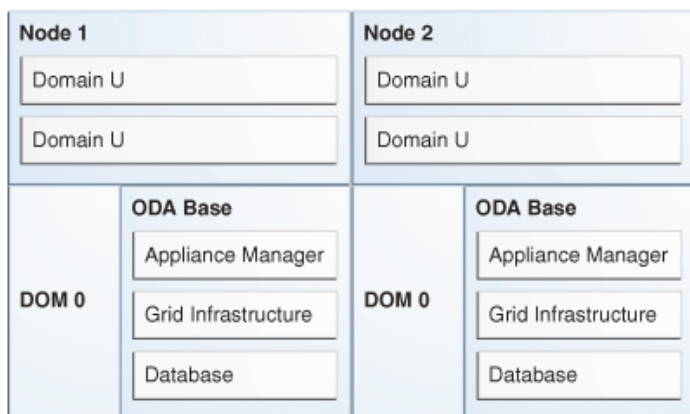 Node 1
Domain U
Domain U
DOM 0
ODA Base
Appliance Manager
Grid Infrastructure
Database
Node 2
Domain U
Domain U
DOM 0
ODA Base
Appliance Manager
Grid Infrastructure
Database